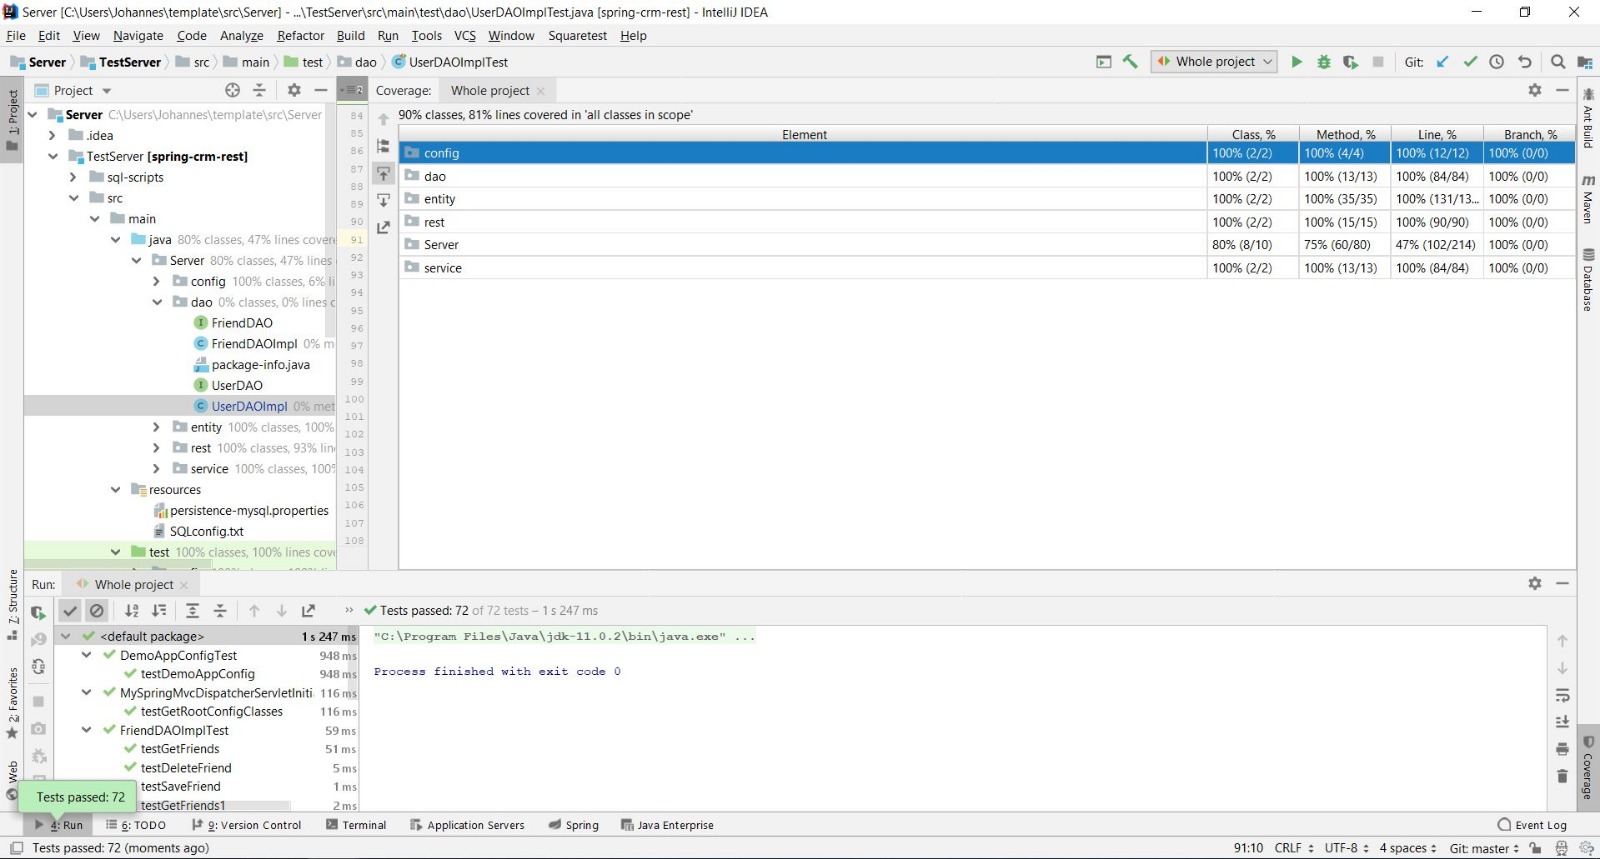 Server [C:\Users\Johannes\template\src\Server] - ...\TestServer\src\main\test\dao\UserDAOImplTest.java [spring-crm-rest] - IntelliJ IDEA
File Edit View Navigate Code Analyze Refactor Build Run Tools VCS Window Squaretest Help
Server TestServer src main test dao UserDAOImplTest Whole project Git:
1: Project
Project
Server C:\Users\Johannes\template\src\Server
.idea
TestServer [spring-crm-rest]
sql-scripts
src
main
java 80% classes, 47% lines cover
Server 80% classes, 47% lines
config 100% classes, 6% li
dao 0% classes, 0% lines c
FriendDAO
FriendDAOImpl 0% m
package-info.java
UserDAO
UserDAOImpl 0% met
entity 100% classes, 100%
rest 100% classes, 93% lin
service 100% classes, 100%
resources
persistence-mysql.properties
SQLconfig.txt
test 100% classes, 100% lines cov
2
84
85
86
87
88
89
90
91
92
93
94
95
96
97
98
99
100
101
102
103
104
105
106
107
108
Coverage: Whole project
90% classes, 81% lines covered in 'all classes in scope'
Element Class, % Method, % Line, % Branch, %
config 100% (2/2) 100% (4/4) 100% (12/12) 100% (0/0)
dao 100% (2/2) 100% (13/13) 100% (84/84) 100% (0/0)
entity 100% (2/2) 100% (35/35) 100% (131/13... 100% (0/0)
rest 100% (2/2) 100% (15/15) 100% (90/90) 100% (0/0)
Server 80% (8/10) 75% (60/80) 47% (102/214) 100% (0/0)
service 100% (2/2) 100% (13/13) 100% (84/84) 100% (0/0)
Ant Build
Maven
Database
Coverage
Z: Structure
2: Favorites
Web
Run: Whole project
Tests passed: 72 of 72 tests – 1 s 247 ms
<default package> 1 s 247 ms
DemoAppConfigTest 948 ms
testDemoAppConfig 948 ms
MySpringMvcDispatcherServletIniti 116 ms
testGetRootConfigClasses 116 ms
FriendDAOImplTest 59 ms
testGetFriends 51 ms
testDeleteFriend 5 ms
testSaveFriend 1 ms
testGetFriends1 2 ms
"C:\Program Files\Java\jdk-11.0.2\bin\java.exe" ...
Process finished with exit code 0
Tests passed: 72
4: Run 6: TODO 9: Version Control Terminal Application Servers Spring Java Enterprise Event Log
Tests passed: 72 (moments ago) 91:10 CRLF UTF-8 4 spaces Git: master